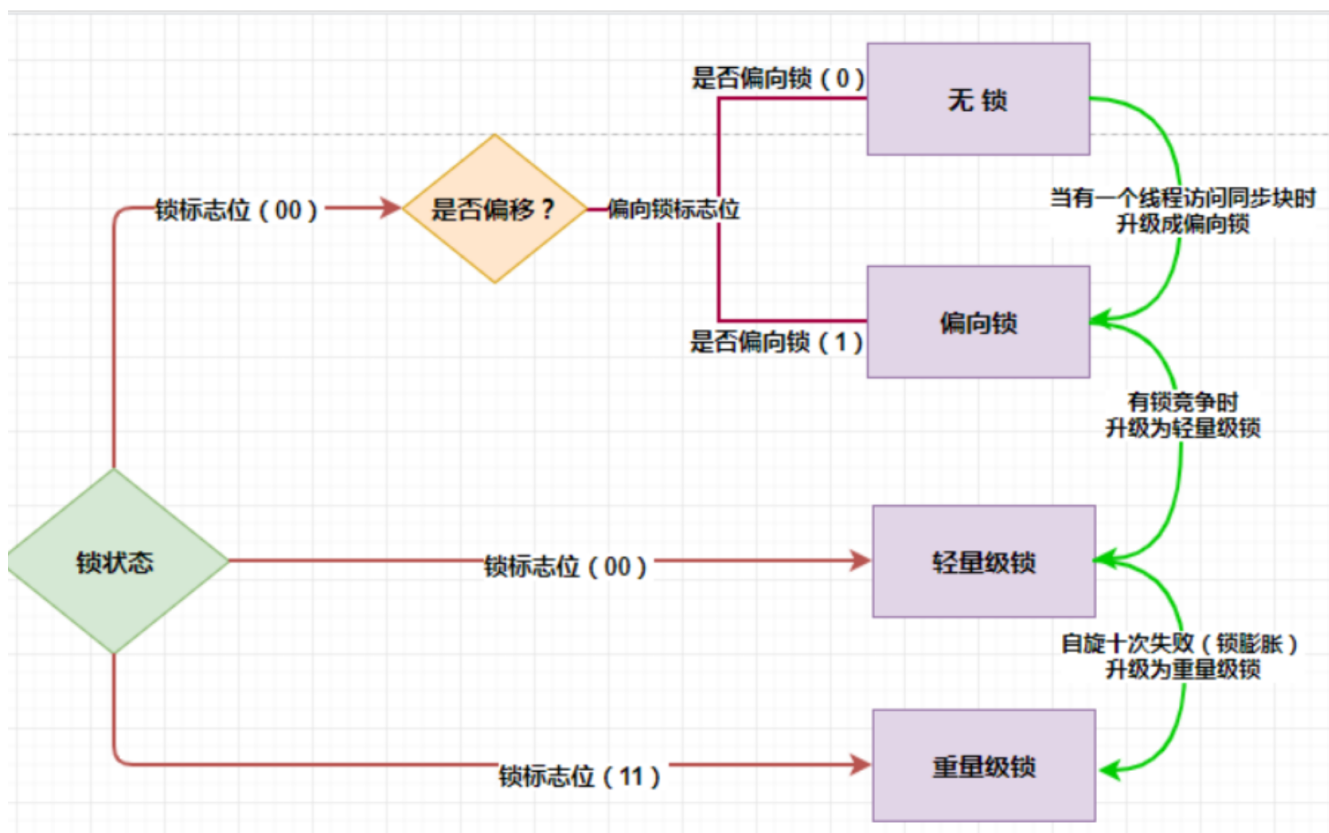 是否偏向锁（0）
无 锁
锁标志位（00）
是否偏移？
偏向锁标志位
当有一个线程访问同步块时
升级成偏向锁
偏向锁
是否偏向锁（1）
有锁竞争时
升级为轻量级锁
锁状态
锁标志位（00）
轻量级锁
自旋十次失败（锁膨胀）
升级为重量级锁
锁标志位（11）
重量级锁